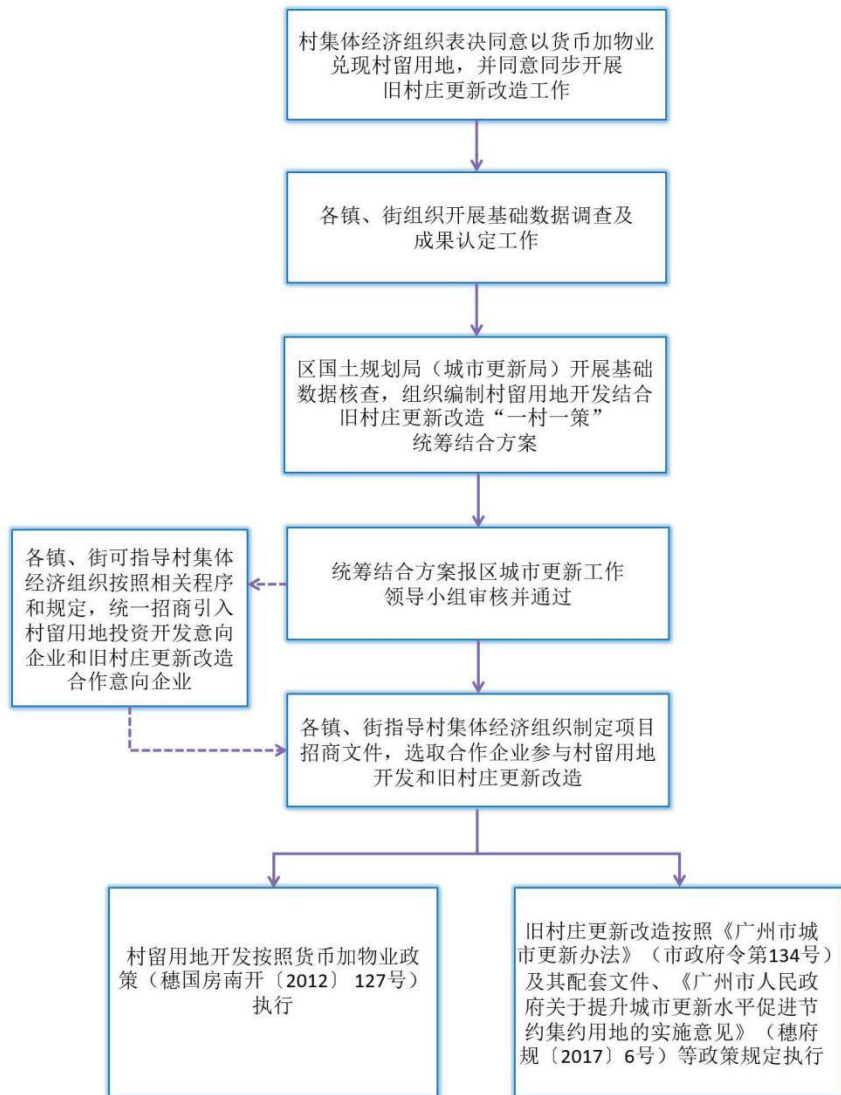 村集体经济组织表决同意以货币加物业
兑现村留用地，并同意同步开展
旧村庄更新改造工作
各镇、街组织开展基础数据调查及
成果认定工作
区国土规划局（城市更新局）开展基础
数据核查，组织编制村留用地开发结合
旧村庄更新改造“一村一策”
统筹结合方案
统筹结合方案报区城市更新工作
领导小组审核并通过
各镇、街可指导村集体
经济组织按照相关程序
和规定，统一招商引入
村留用地投资开发意向
企业和旧村庄更新改造
合作意向企业
各镇、街指导村集体经济组织制定项目
招商文件，选取合作企业参与村留用地
开发和旧村庄更新改造
村留用地开发按照货币加物业政
策（穗国房南开〔2012〕127号）
执行
旧村庄更新改造按照《广州市城
市更新办法》（市政府令第134号）
及其配套文件、《广州市人民政
府关于提升城市更新水平促进节
约集约用地的实施意见》（穗府
规〔2017〕6号）等政策规定执行